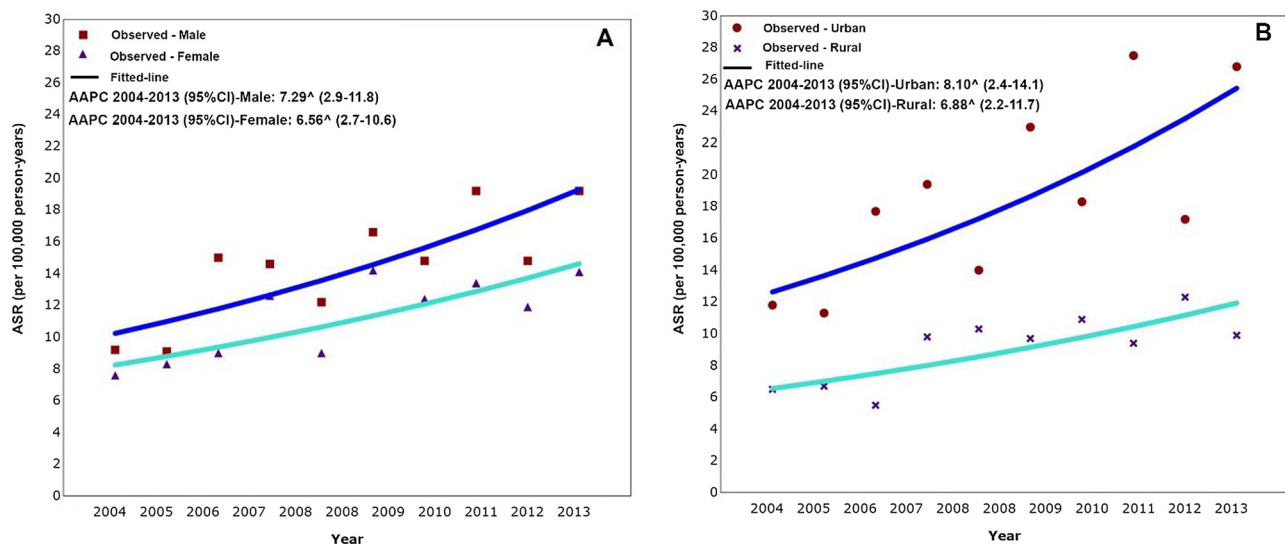 A
Observed - Male
Observed - Female
Fitted-line
AAPC 2004-2013 (95%CI)-Male: 7.29^ (2.9-11.8)
AAPC 2004-2013 (95%CI)-Female: 6.56^ (2.7-10.6)
ASR (per 100,000 person-years)
30
28
26
24
22
20
18
16
14
12
10
8
6
4
2
0
2004 2005 2006 2007 2008 2008 2009 2010 2011 2012 2013
Year
B
Observed - Urban
Observed - Rural
Fitted-line
AAPC 2004-2013 (95%CI)-Urban: 8.10^ (2.4-14.1)
AAPC 2004-2013 (95%CI)-Rural: 6.88^ (2.2-11.7)
ASR (per 100,000 person-years)
30
28
26
24
22
20
18
16
14
12
10
8
6
4
2
0
2004 2005 2006 2007 2008 2008 2009 2010 2011 2012 2013
Year